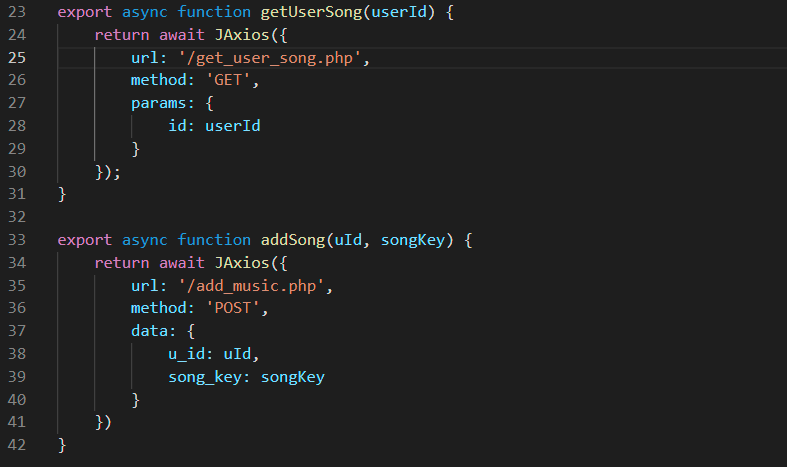 23 export async function getUserSong(userId) {
24 return await JAxios({
25 url: '/get_user_song.php',
26 method: 'GET',
27 params: {
28 id: userId
29 }
30 });
31 }
32
33 export async function addSong(uId, songKey) {
34 return await JAxios({
35 url: '/add_music.php',
36 method: 'POST',
37 data: {
38 u_id: uId,
39 song_key: songKey
40 }
41 })
42 }